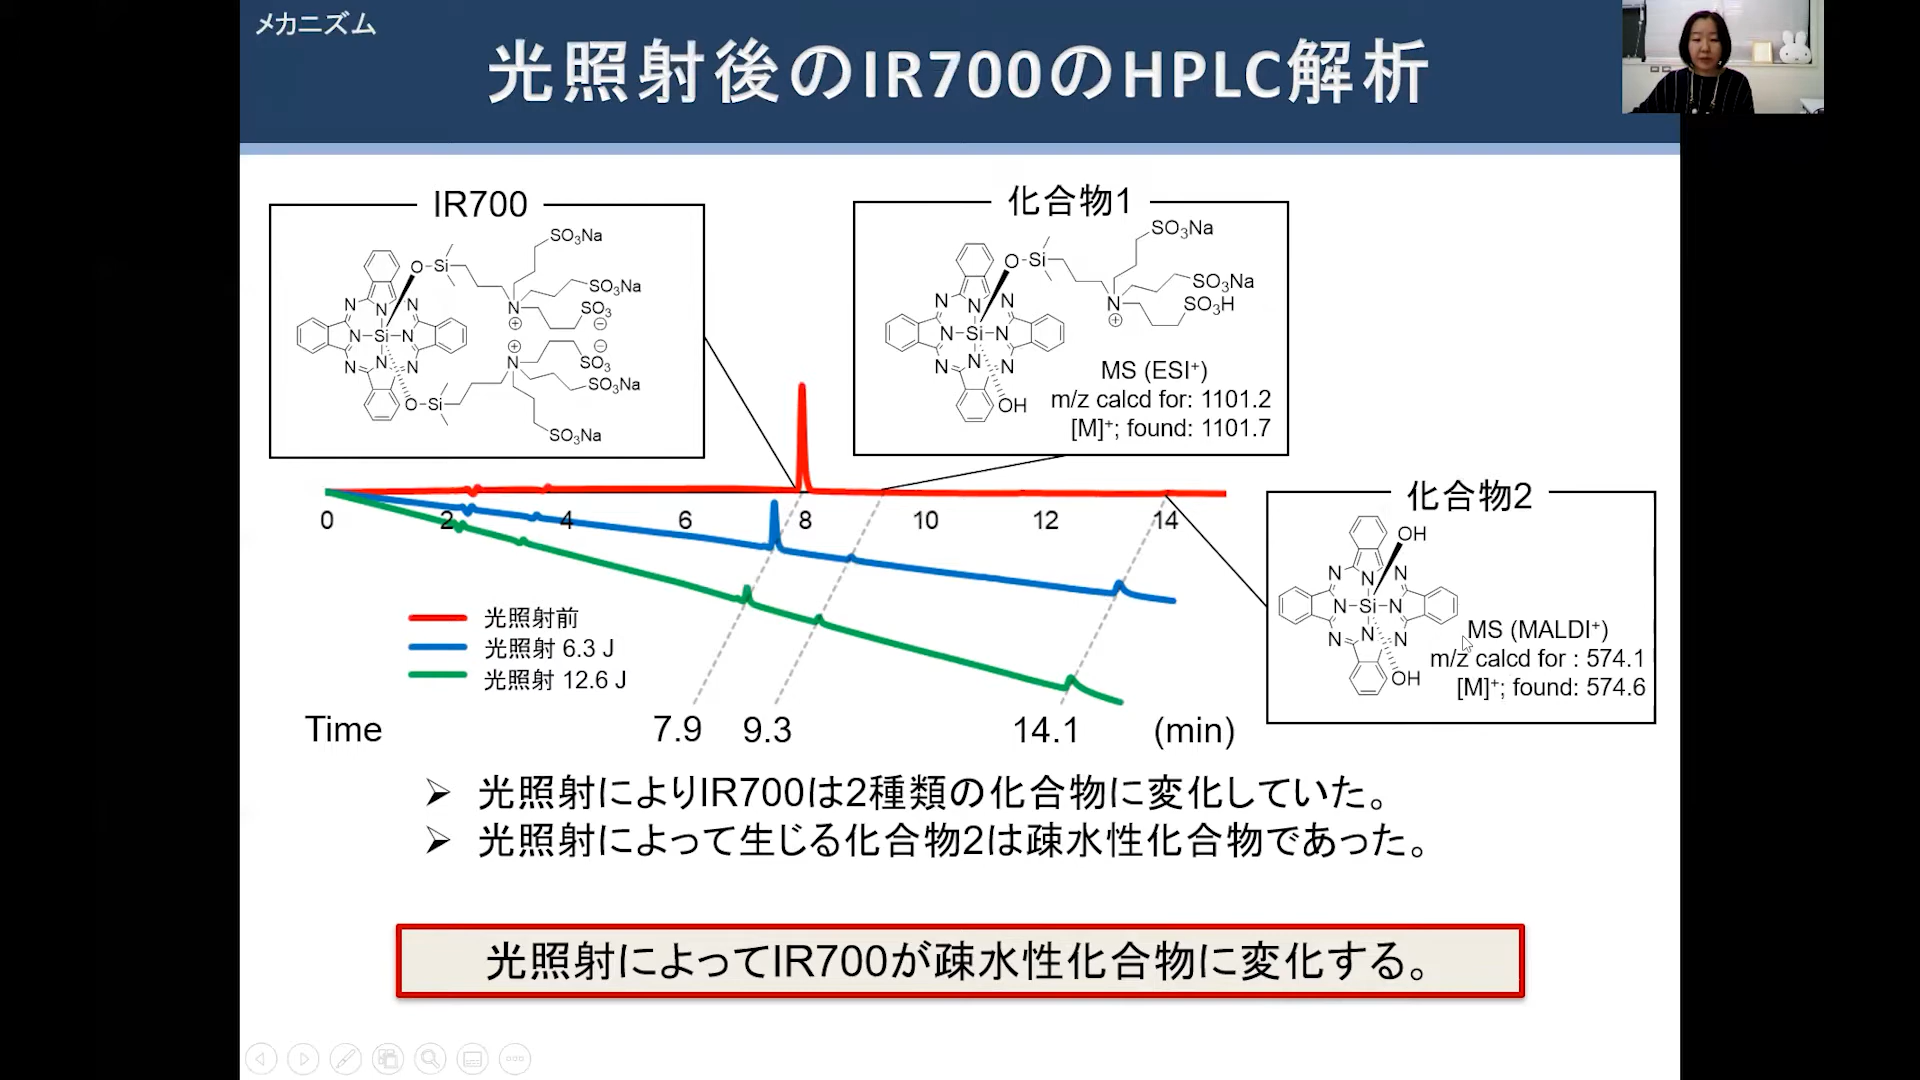 メカニズム
光照射後のIR700のHPLC解析
IR700
SO3Na
O Si
SO3Na
N
SO3
N N N
N Si N
N N N
SO3
N
SO3Na
O Si
SO3Na
化合物1
SO3Na
O Si
SO3Na
SO3H
N
N N N
N Si N
N N N
OH
MS (ESI+)
m/z calcd for: 1101.2
[M]+; found: 1101.7
化合物2
OH
N N N
N Si N
N N N
OH
MS (MALDI+)
m/z calcd for : 574.1
[M]+; found: 574.6
0 2 4 6 8 10 12 14
光照射前
光照射 6.3 J
光照射 12.6 J
Time 7.9 9.3 14.1 (min)
➢ 光照射によりIR700は2種類の化合物に変化していた。
➢ 光照射によって生じる化合物2は疎水性化合物であった。
光照射によってIR700が疎水性化合物に変化する。